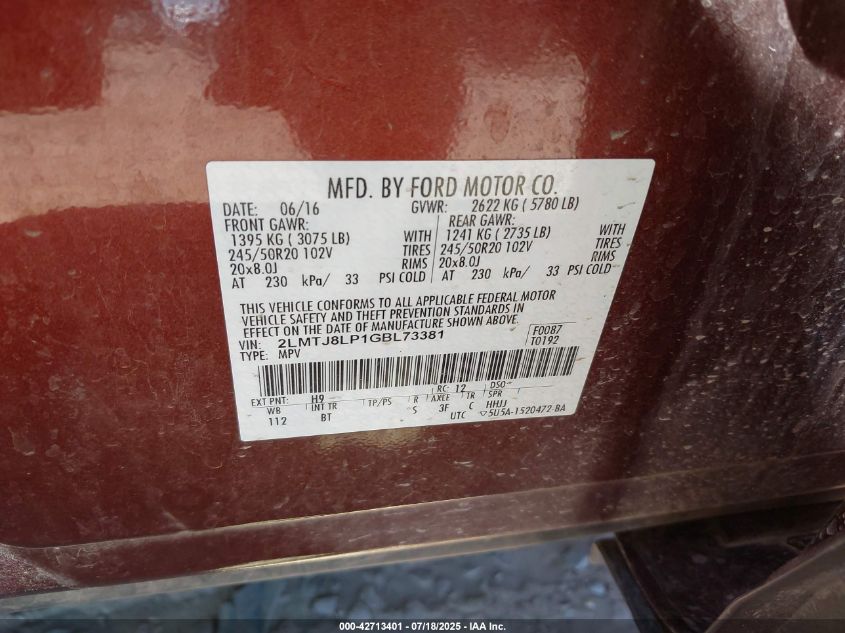 MFD. BY FORD MOTOR CO.
DATE: 06/16 GVWR: 2622 KG ( 5780 LB)
FRONT GAWR: REAR GAWR:
1395 KG ( 3075 LB) WITH 1241 KG ( 2735 LB) WITH
245/50R20 102V TIRES 245/50R20 102V TIRES
20x8.0J RIMS 20x8.0J RIMS
AT 230 kPa/ 33 PSI COLD AT 230 kPa/ 33 PSI COLD
THIS VEHICLE CONFORMS TO ALL APPLICABLE FEDERAL MOTOR
VEHICLE SAFETY AND THEFT PREVENTION STANDARDS IN
EFFECT ON THE DATE OF MANUFACTURE SHOWN ABOVE.
VIN: 2LMTJ8LP1GBL73381 F0087
TYPE: MPV T0192
EXT PNT: H9 RC: 12 DSO:
WB INT TR TP/PS R AXLE TR SPR
112 BT S 3F C HHJJ
UTC 5U5A-1520472-BA
000-42713401 - 07/18/2025 - IAA Inc.